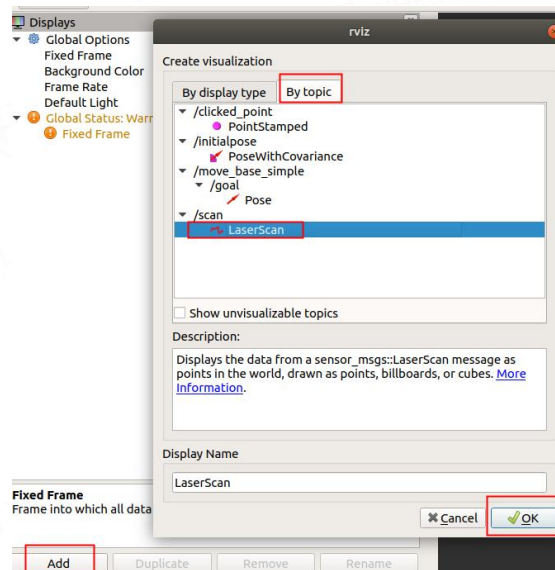 Displays
Global Options
Fixed Frame
Background Color
Frame Rate
Default Light
Global Status: Warr
Fixed Frame
Fixed Frame
Frame into which all data
Add
Duplicate
Remove
Rename
rviz
Create visualization
By display type
By topic
/clicked_point
PointStamped
/initialpose
PoseWithCovariance
/move_base_simple
/goal
Pose
/scan
LaserScan
Show unvisualizable topics
Description:
Displays the data from a sensor_msgs::LaserScan message as
points in the world, drawn as points, billboards, or cubes. More
Information.
Display Name
LaserScan
Cancel
OK